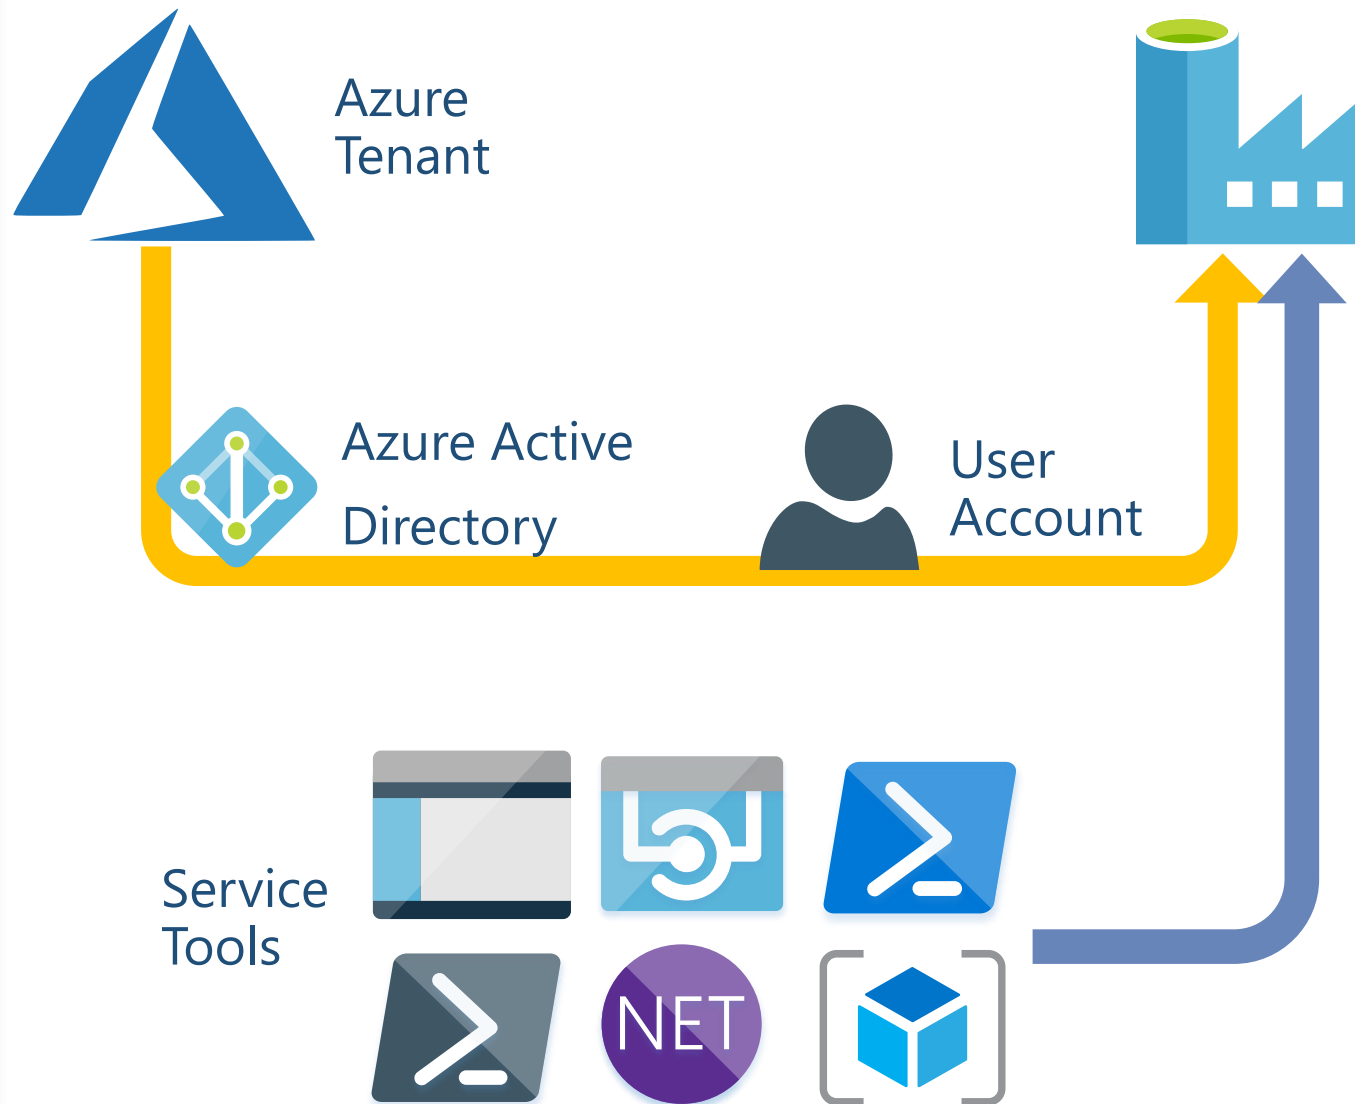 Azure
Tenant
Azure Active
Directory
User
Account
Service
Tools
NET